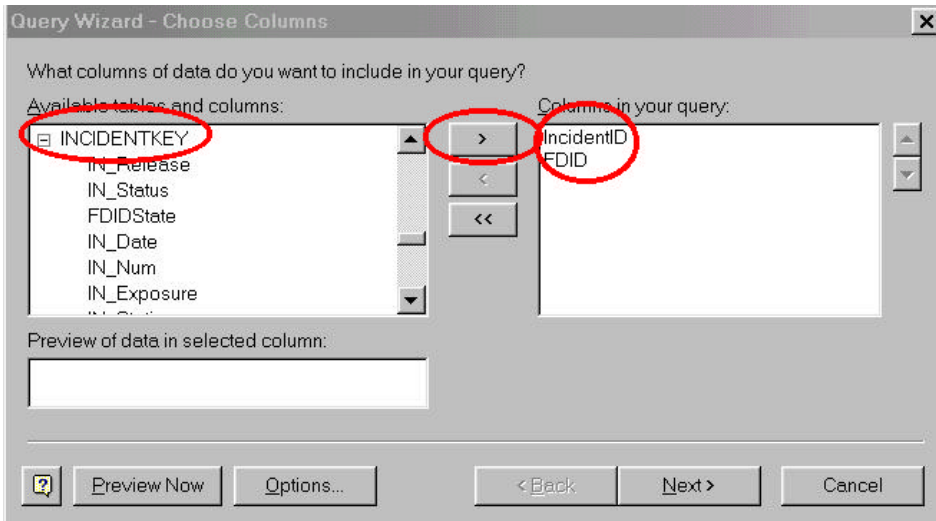 Query Wizard - Choose Columns
What columns of data do you want to include in your query?
Available tables and columns:
Columns in your query:
INCIDENTKEY
IN_Release
IN_Status
FDIDState
IN_Date
IN_Num
IN_Exposure
>
<
<<
IncidentID
FDID
Preview of data in selected column:
Preview Now
Options...
< Back
Next >
Cancel